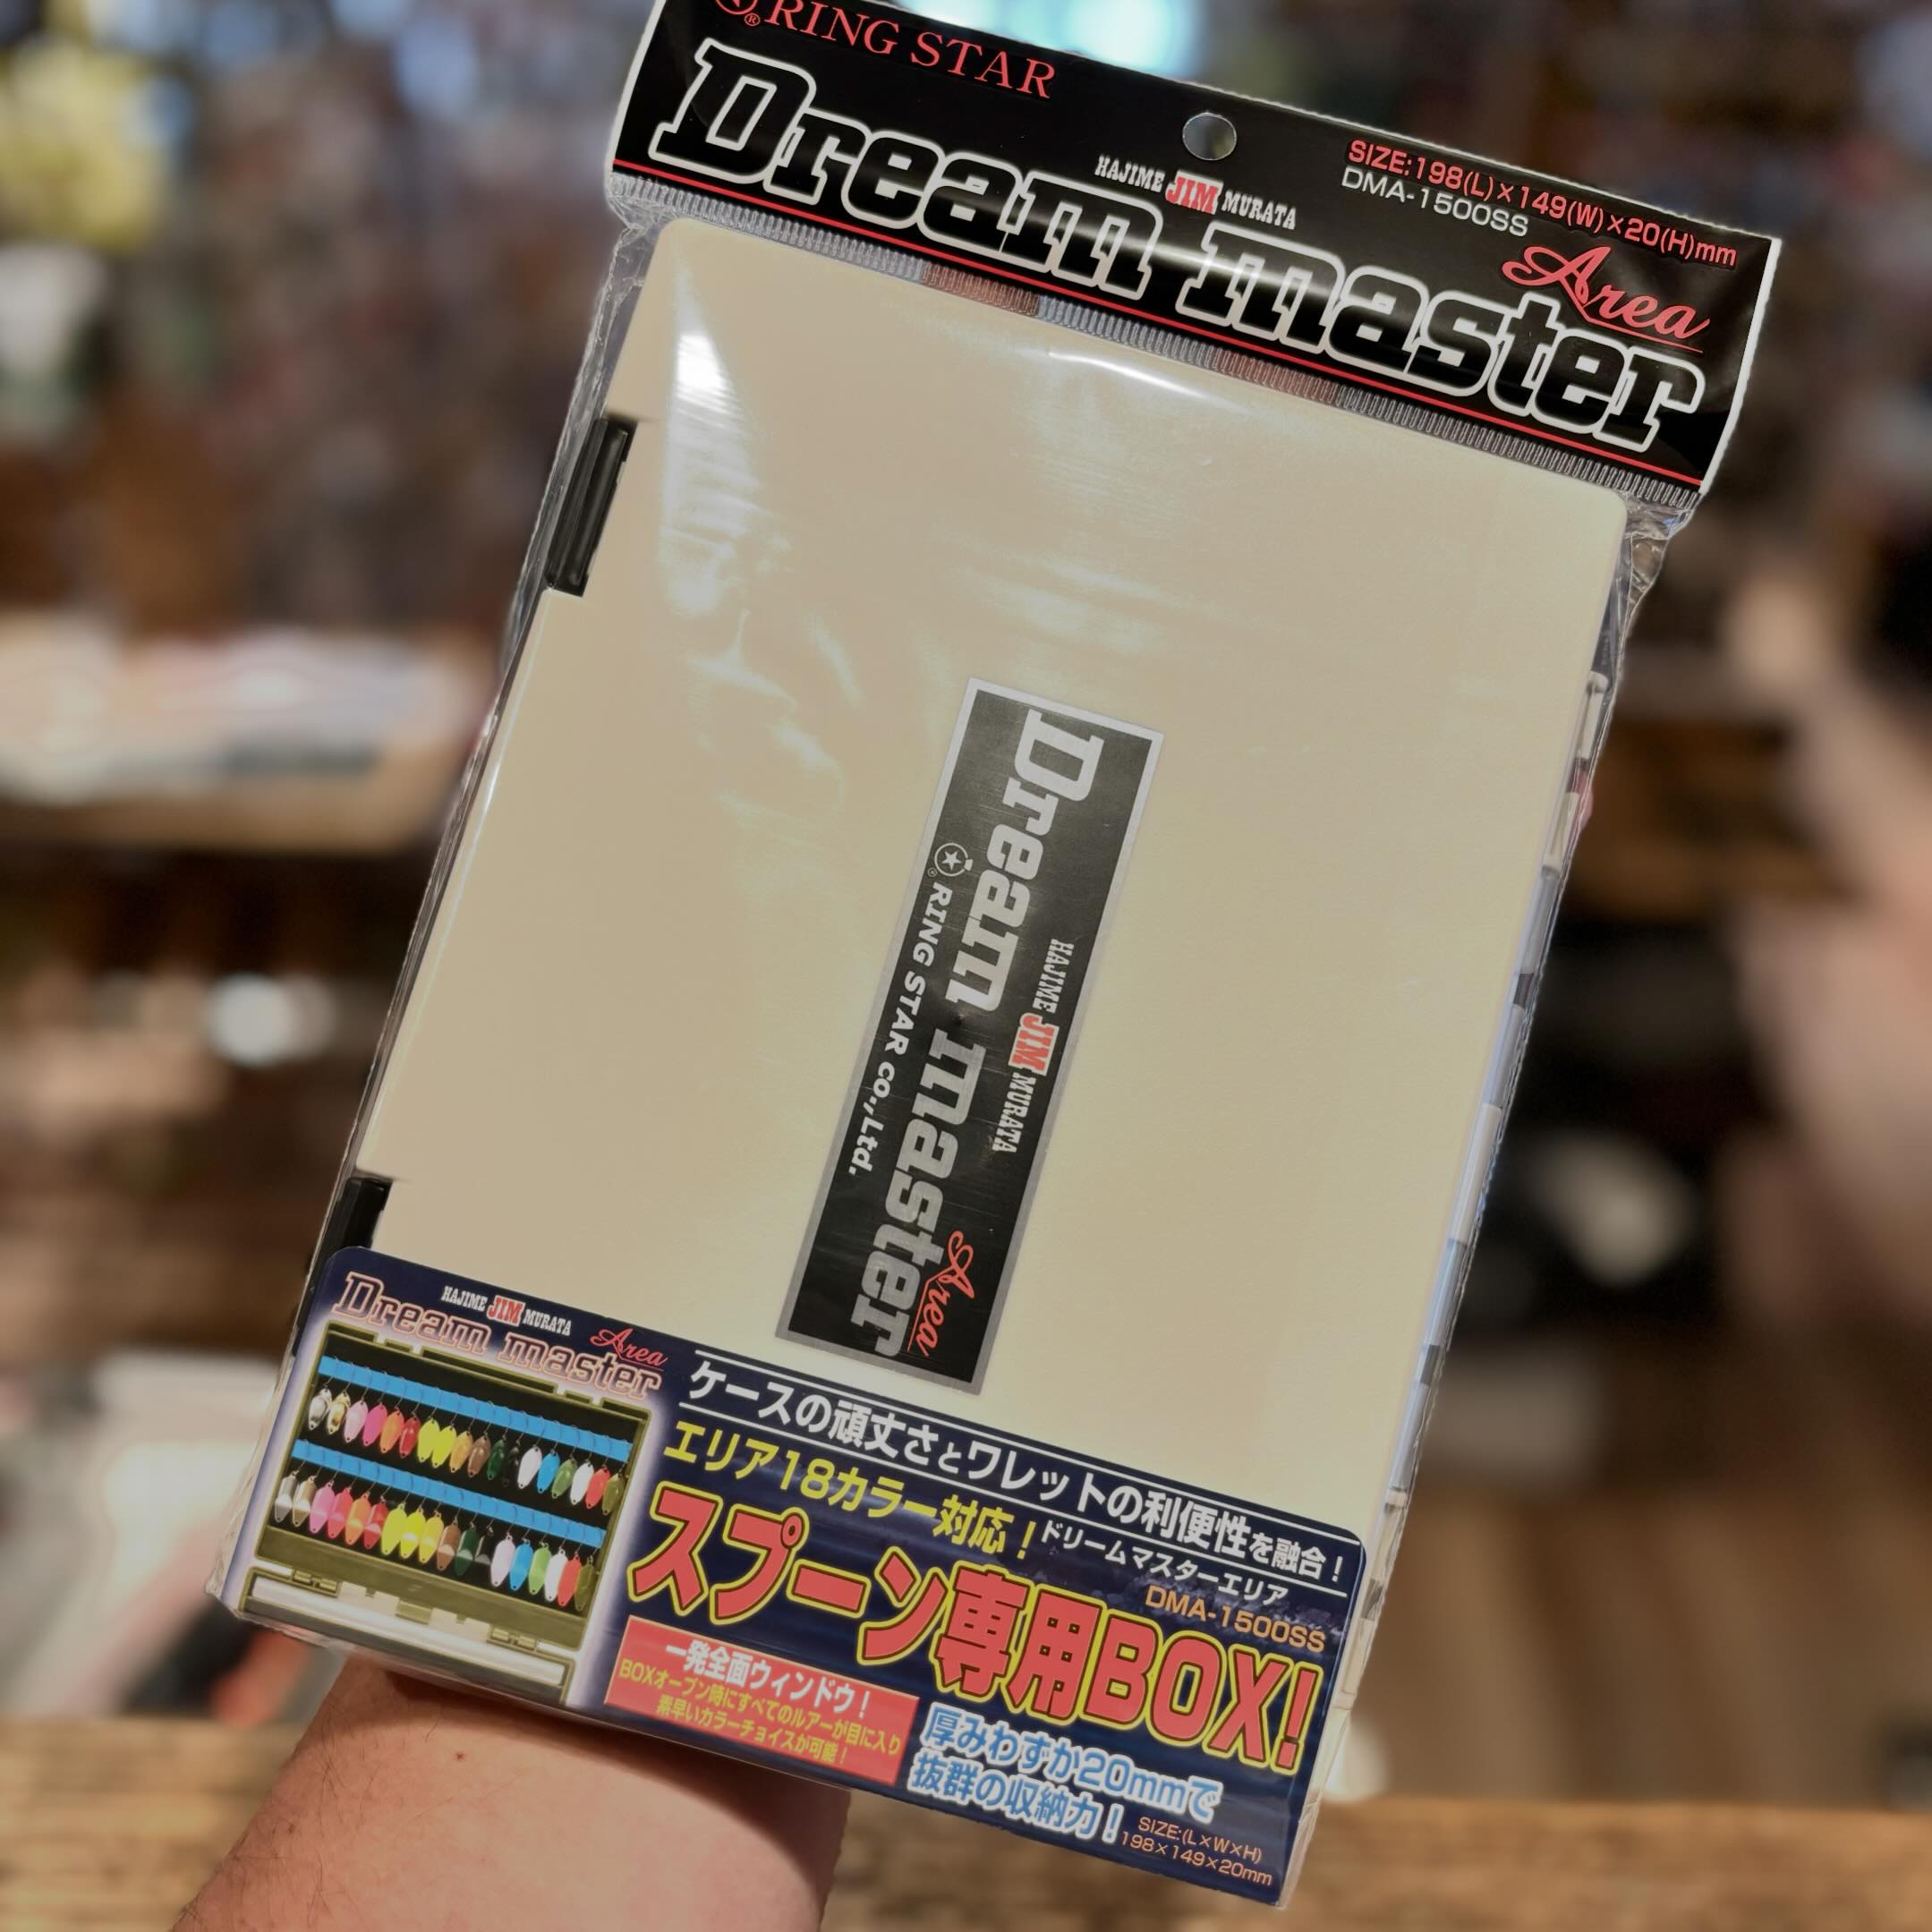 RING STAR
Dream master
HAJIME JIM MURATA
SIZE:198(L)×149(W)×20(H)mm
DMA-1500SS
Area
Dream master
HAJIME JIM MURATA
Area
RING STAR co.,Ltd.
HAJIME JIM MURATA
Dream master
Area
ケースの頑丈さとワレットの利便性を融合!
エリア18カラー対応!
ドリームマスターエリア
DMA-1500SS
スプーン専用BOX!
一発全面ウィンドウ!
BOXオープン時にすべてのルアーが目に入り
素早いカラーチョイスが可能!
厚みわずか20mmで
抜群の収納力!
SIZE:(L×W×H)
198×149×20mm